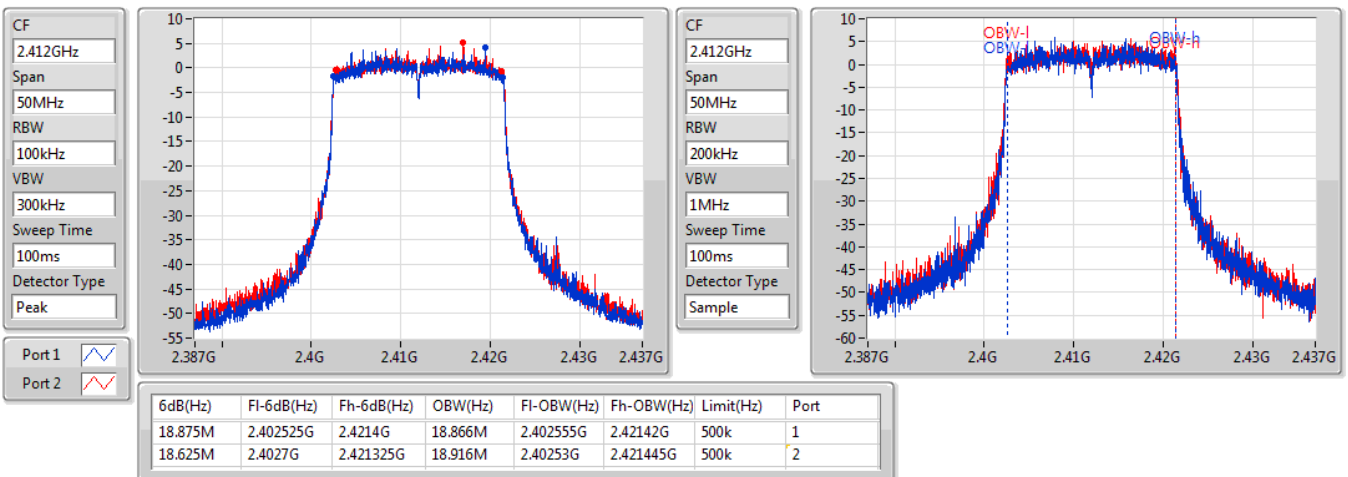 CF
2.412GHz
Span
50MHz
RBW
100kHz
VBW
300kHz
Sweep Time
100ms
Detector Type
Peak
Port 1
Port 2
10
5
0
-5
-10
-15
-20
-25
-30
-35
-40
-45
-50
-55
2.387G 2.4G 2.41G 2.42G 2.43G 2.437G
CF
2.412GHz
Span
50MHz
RBW
200kHz
VBW
1MHz
Sweep Time
100ms
Detector Type
Sample
10
5
0
-5
-10
-15
-20
-25
-30
-35
-40
-45
-50
-55
-60
OBW-l
OBW-l
OBW-h
OBW-h
2.387G 2.4G 2.41G 2.42G 2.43G 2.437G
6dB(Hz) Fl-6dB(Hz) Fh-6dB(Hz) OBW(Hz) Fl-OBW(Hz) Fh-OBW(Hz) Limit(Hz) Port
18.875M 2.402525G 2.4214G 18.866M 2.402555G 2.42142G 500k 1
18.625M 2.4027G 2.421325G 18.916M 2.40253G 2.421445G 500k 2